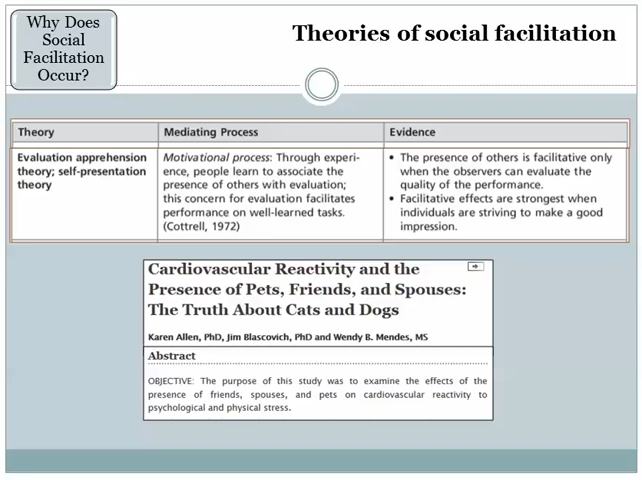 Why Does
Social
Facilitation
Occur?
Theories of social facilitation
Theory
Mediating Process
Evidence
Evaluation apprehension
theory; self-presentation
theory
Motivational process: Through experi-
ence, people learn to associate the
presence of others with evaluation;
this concern for evaluation facilitates
performance on well-learned tasks.
(Cottrell, 1972)
• The presence of others is facilitative only
when the observers can evaluate the
quality of the performance.
• Facilitative effects are strongest when
individuals are striving to make a good
impression.
Cardiovascular Reactivity and the
Presence of Pets, Friends, and Spouses:
The Truth About Cats and Dogs
Karen Allen, PhD, Jim Blascovich, PhD and Wendy B. Mendes, MS
Abstract
OBJECTIVE: The purpose of this study was to examine the effects of the
presence of friends, spouses, and pets on cardiovascular reactivity to
psychological and physical stress.